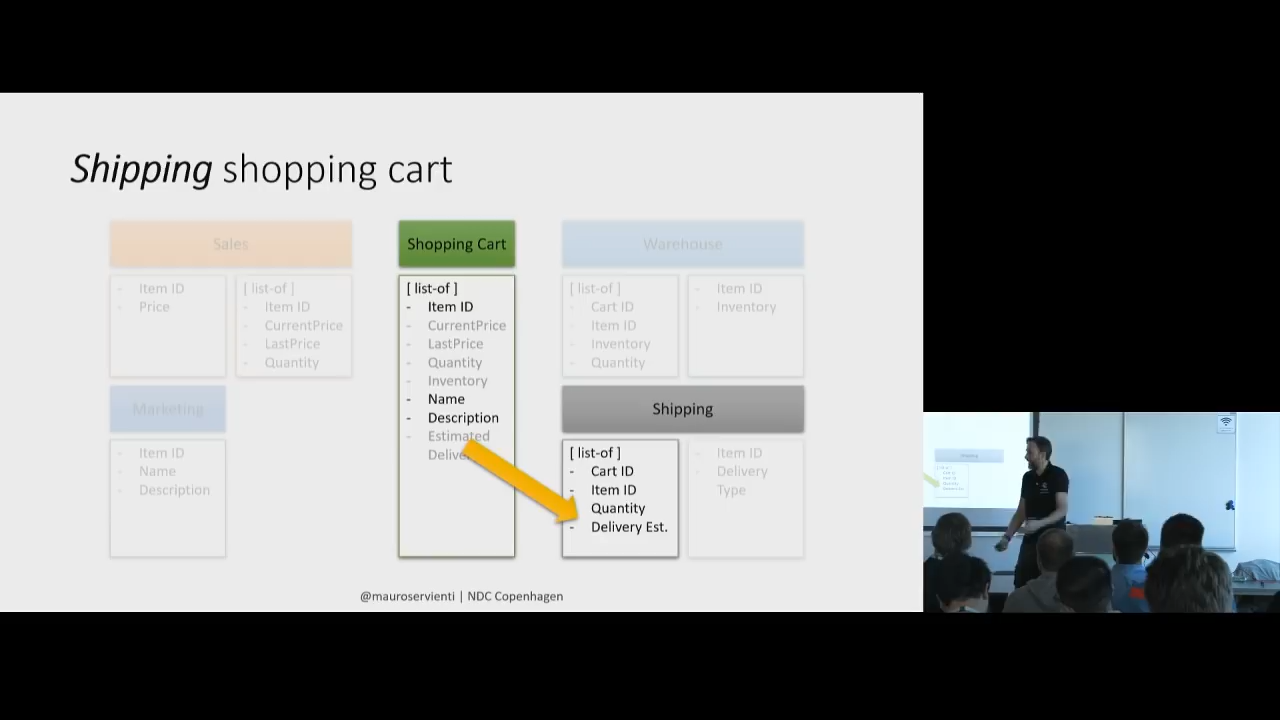 Shipping shopping cart
Sales
- Item ID
- Price
[ list-of ]
- Item ID
- CurrentPrice
- LastPrice
- Quantity
Marketing
- Item ID
- Name
- Description
Shopping Cart
[ list-of ]
- Item ID
- CurrentPrice
- LastPrice
- Quantity
- Inventory
- Name
- Description
- Estimated
Warehouse
[ list-of ]
- Cart ID
- Item ID
- Inventory
- Quantity
- Item ID
- Inventory
Shipping
[ list-of ]
- Cart ID
- Item ID
Quantity
- Delivery Est.
- Item ID
- Delivery
Type
@mauroservienti | NDC Copenhagen